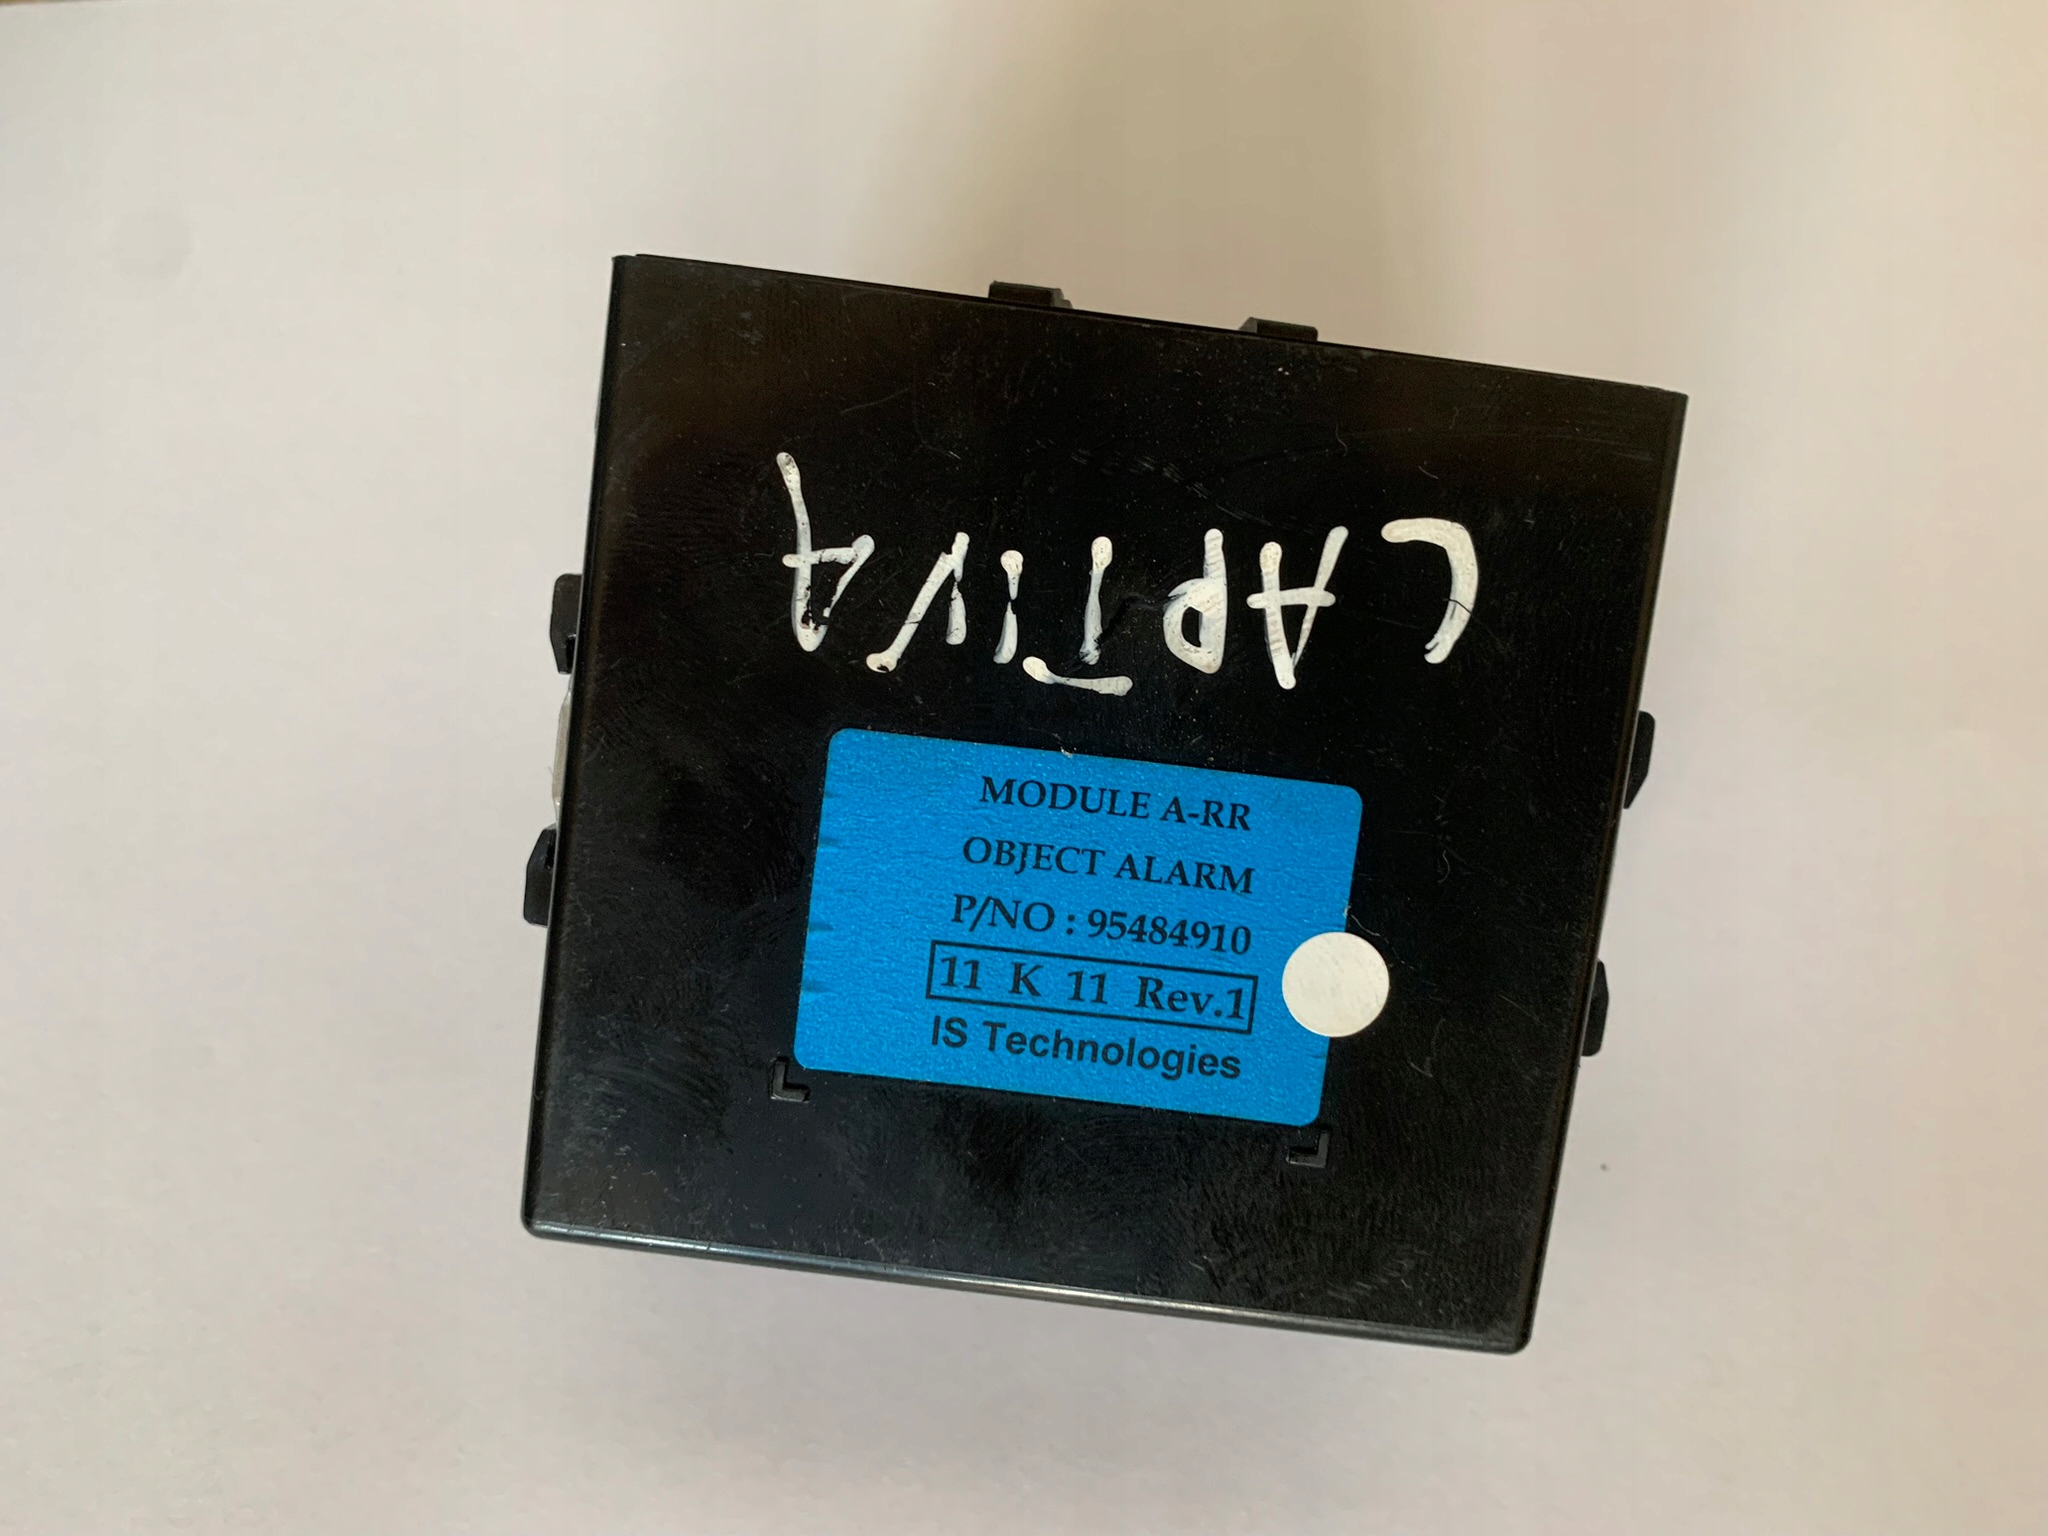 CAPTIVA
MODULE A-RR
OBJECT ALARM
P/NO : 95484910
11 K 11 Rev.1
IS Technologies